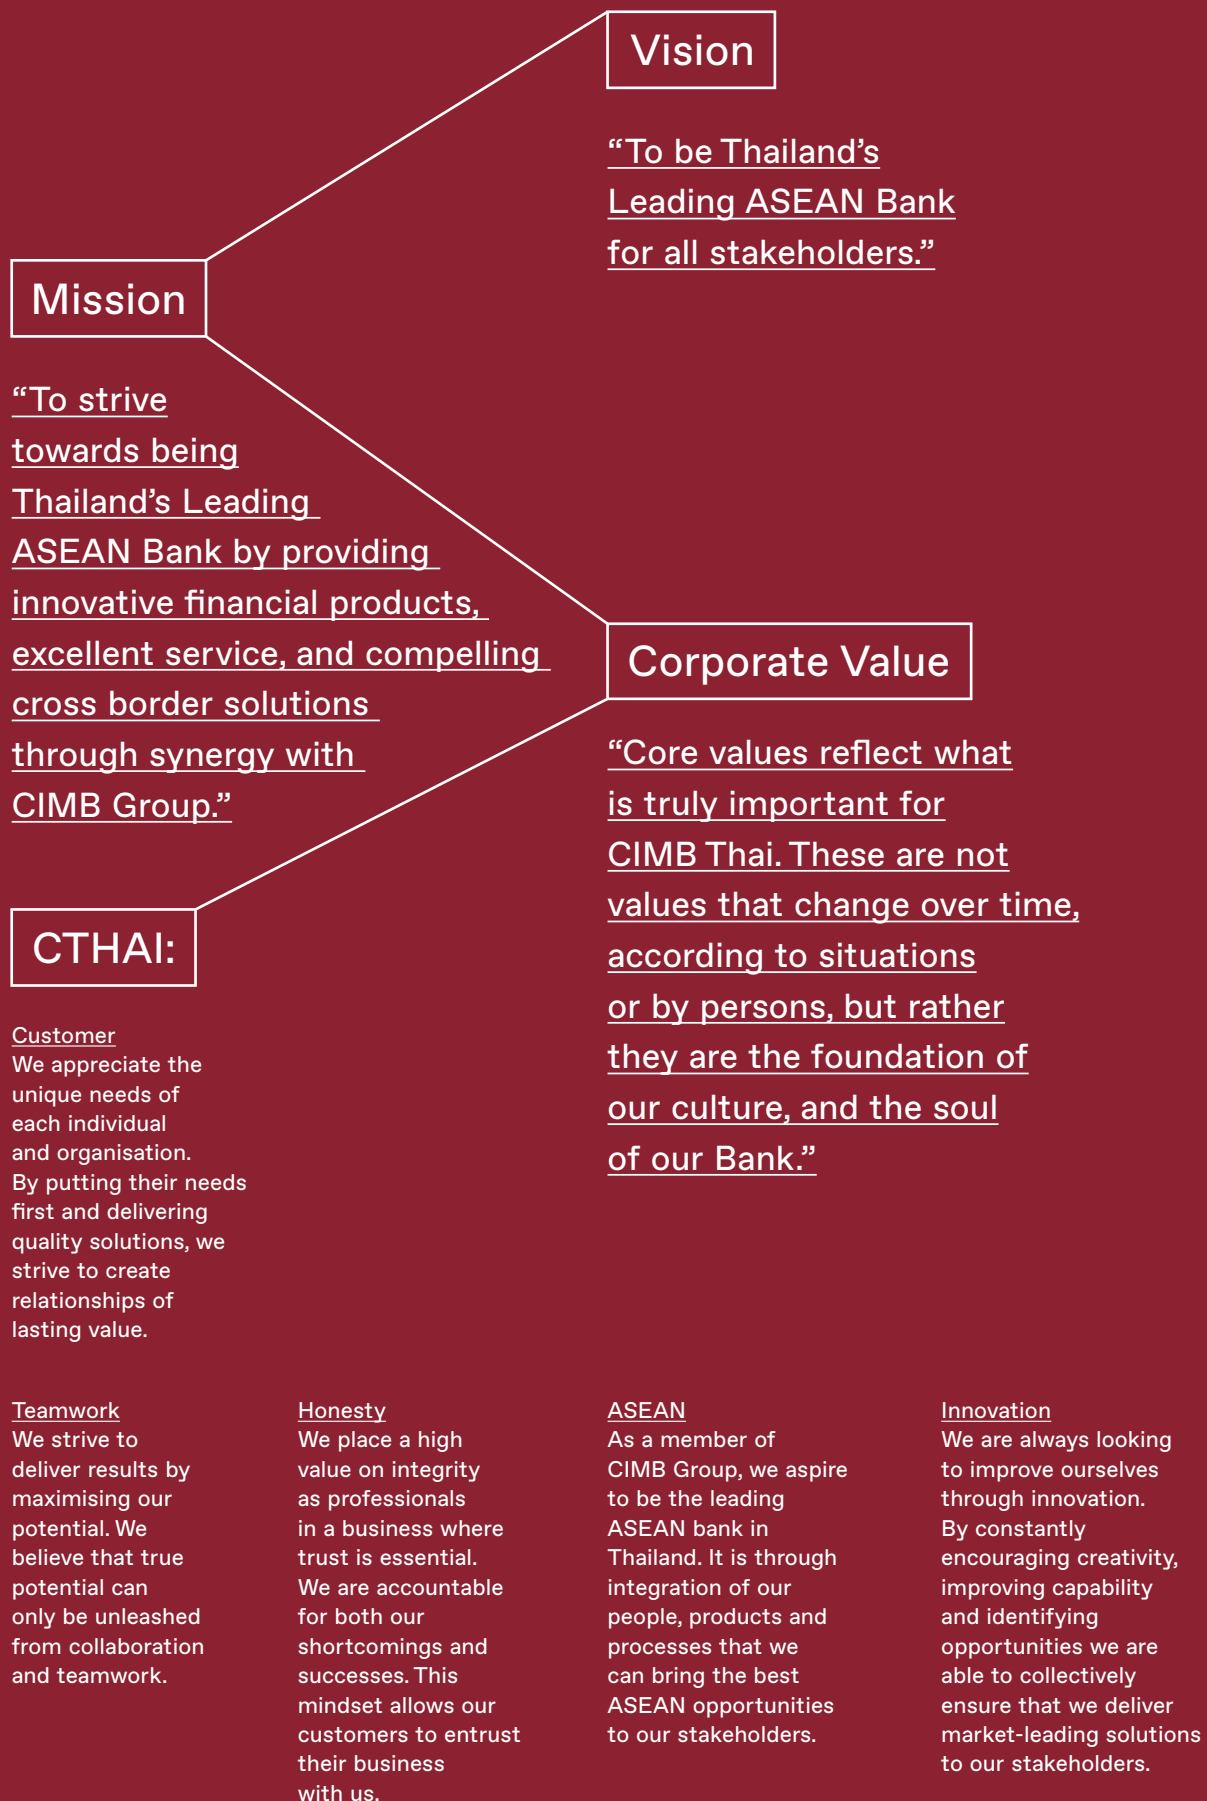 Vision
“To be Thailand’s
Leading ASEAN Bank
for all stakeholders.”
Mission
“To strive
towards being
Thailand’s Leading
ASEAN Bank by providing
innovative financial products,
excellent service, and compelling
cross border solutions
through synergy with
CIMB Group.”
Corporate Value
“Core values reflect what
is truly important for
CIMB Thai. These are not
values that change over time,
according to situations
or by persons, but rather
they are the foundation of
our culture, and the soul
of our Bank.”
CTHAI:
Customer
We appreciate the
unique needs of
each individual
and organisation.
By putting their needs
first and delivering
quality solutions, we
strive to create
relationships of
lasting value.
Teamwork
We strive to
deliver results by
maximising our
potential. We
believe that true
potential can
only be unleashed
from collaboration
and teamwork.
Honesty
We place a high
value on integrity
as professionals
in a business where
trust is essential.
We are accountable
for both our
shortcomings and
successes. This
mindset allows our
customers to entrust
their business
with us.
ASEAN
As a member of
CIMB Group, we aspire
to be the leading
ASEAN bank in
Thailand. It is through
integration of our
people, products and
processes that we
can bring the best
ASEAN opportunities
to our stakeholders.
Innovation
We are always looking
to improve ourselves
through innovation.
By constantly
encouraging creativity,
improving capability
and identifying
opportunities we are
able to collectively
ensure that we deliver
market-leading solutions
to our stakeholders.